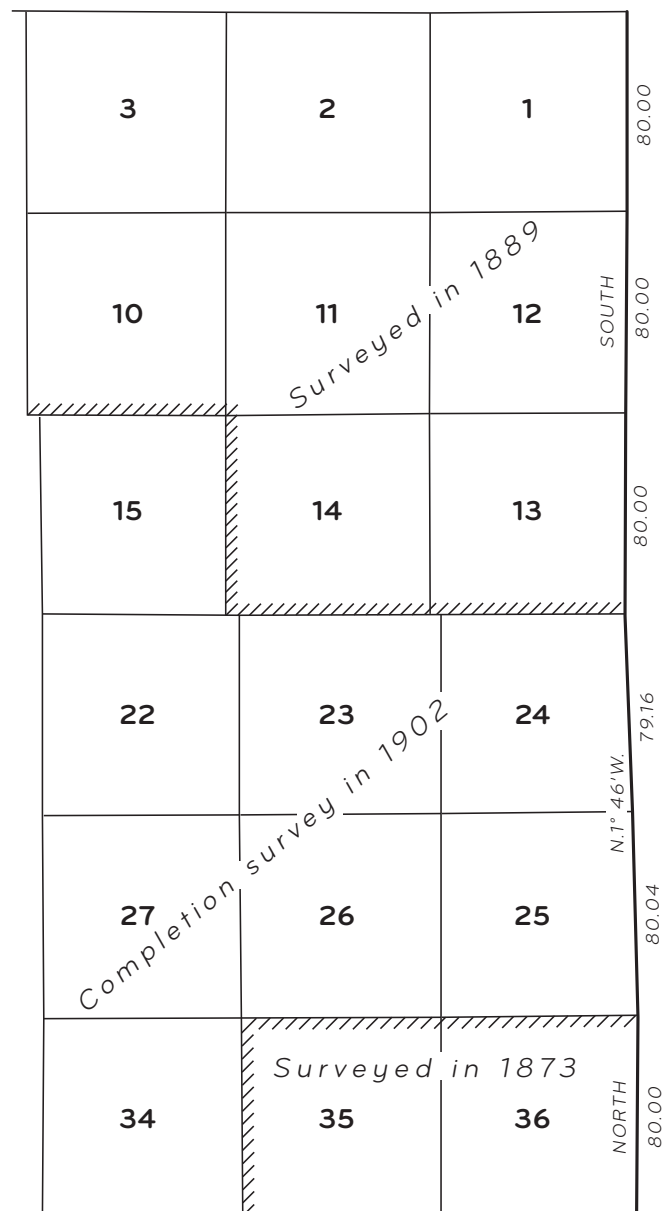 3 2 1 80.00
Surveyed in 1889
10 11 12 SOUTH 80.00
15 14 13 80.00
22 23 24 79.16
Completion survey in 1902
N.1° 46'W.
27 26 25 80.04
Surveyed in 1873
34 35 36 NORTH 80.00